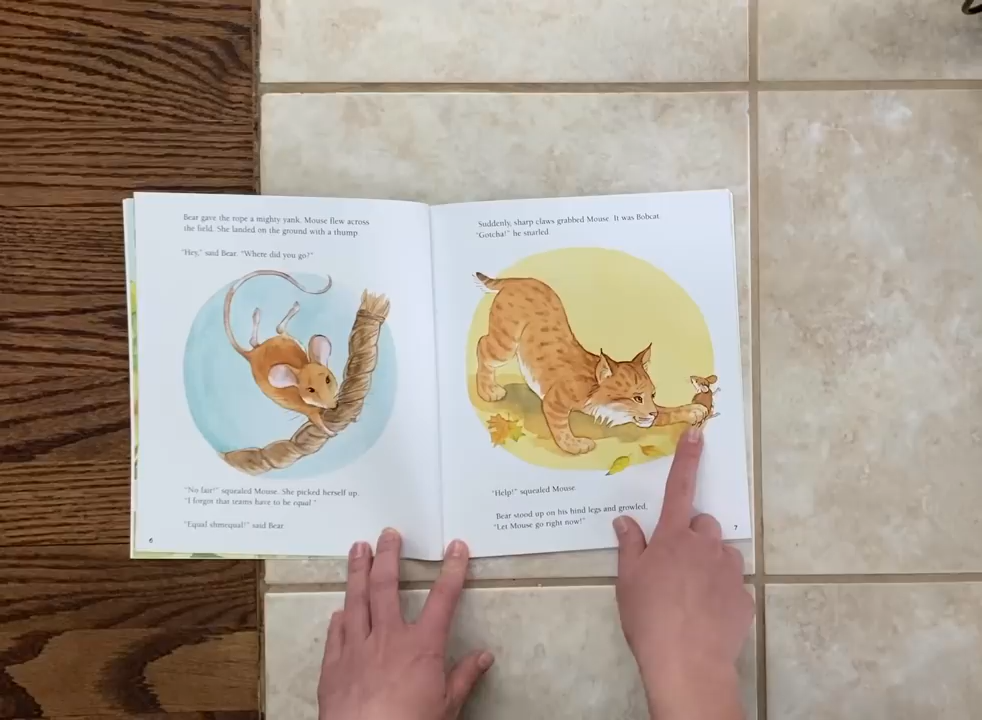 Bear gave the rope a mighty yank. Mouse flew across
the field. She landed on the ground with a thump.
"Hey," said Bear. "Where did you go?"
"No fair!" squealed Mouse. She picked herself up.
"I forgot that teams have to be equal."
"Equal shmequal!" said Bear.
6
Suddenly, sharp claws grabbed Mouse. It was Bobcat.
"Gotcha!" he snarled.
"Help!" squealed Mouse.
Bear stood up on his hind legs and growled,
"Let Mouse go right now!"
7